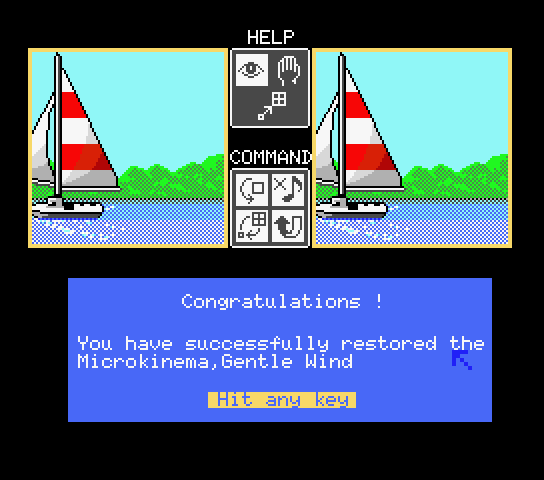 HELP
COMMAND
Congratulations !
You have successfully restored the
Microkinema,Gentle Wind
Hit any key